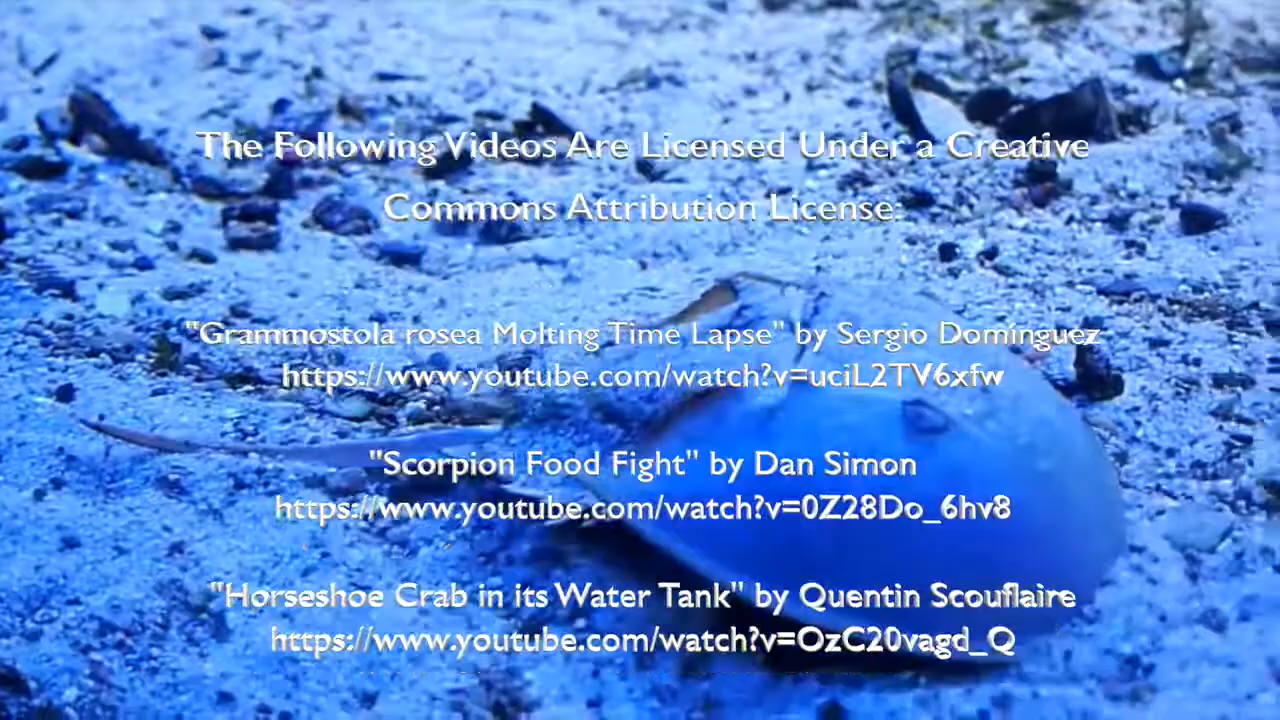 The Following Videos Are Licensed Under a Creative
Commons Attribution License:
"Grammostola rosea Molting Time Lapse" by Sergio Domínguez
https://www.youtube.com/watch?v=uciL2TV6xfw
"Scorpion Food Fight" by Dan Simon
https://www.youtube.com/watch?v=0Z28Do_6hv8
"Horseshoe Crab in its Water Tank" by Quentin Scouflaire
https://www.youtube.com/watch?v=OzC20vagd_Q